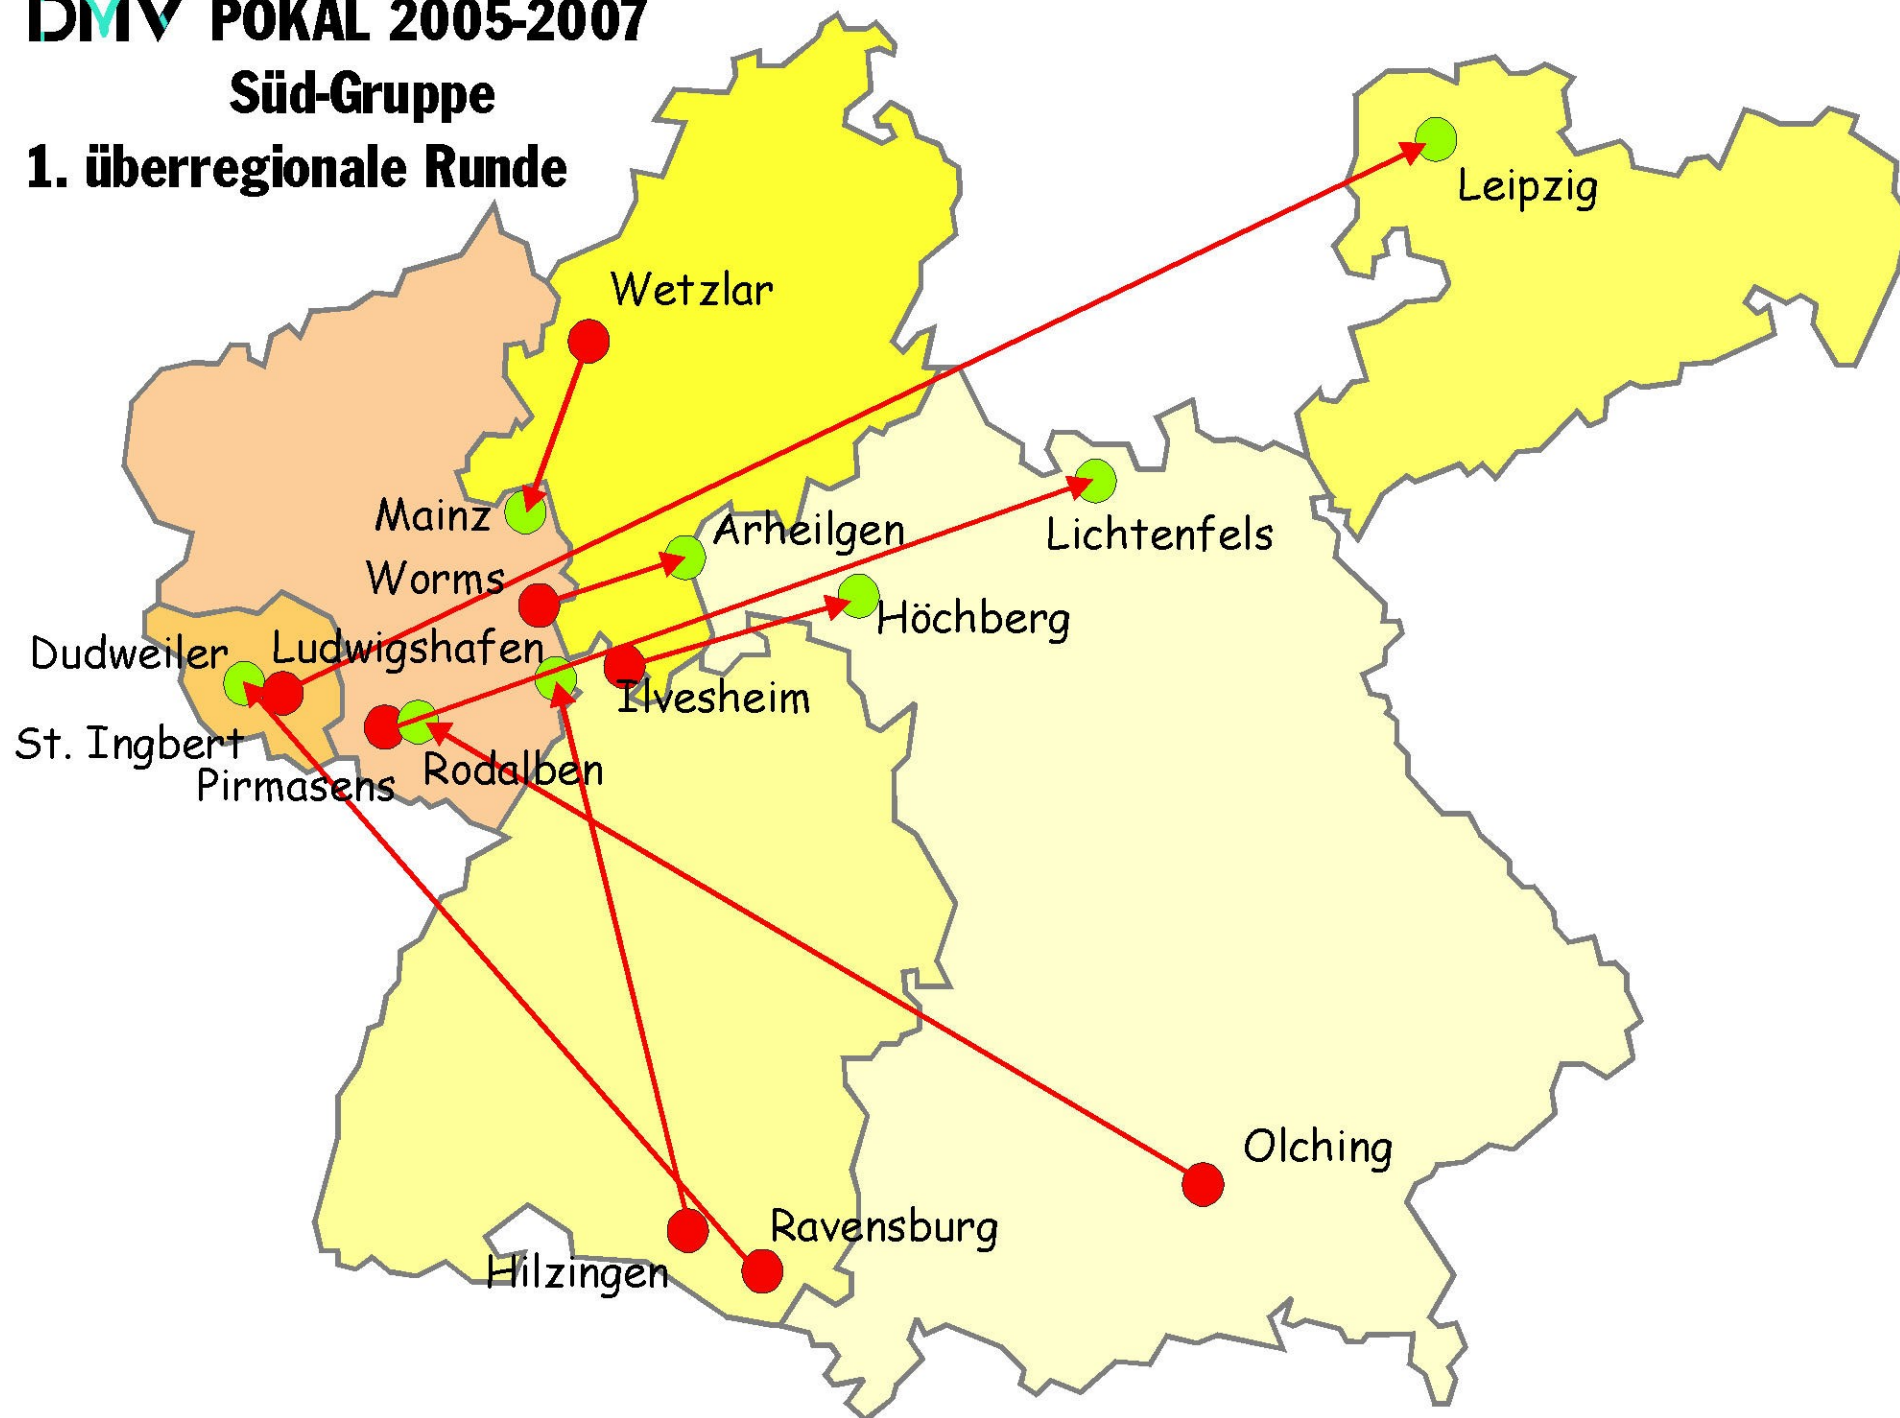 DMV POKAL 2005-2007
Süd-Gruppe
1. überregionale Runde
Leipzig
Wetzlar
Mainz
Arheilgen
Lichtenfels
Worms
Höchberg
Dudweiler
Ludwigshafen
Ilvesheim
St. Ingbert
Rodalben
Pirmasens
Olching
Ravensburg
Hilzingen